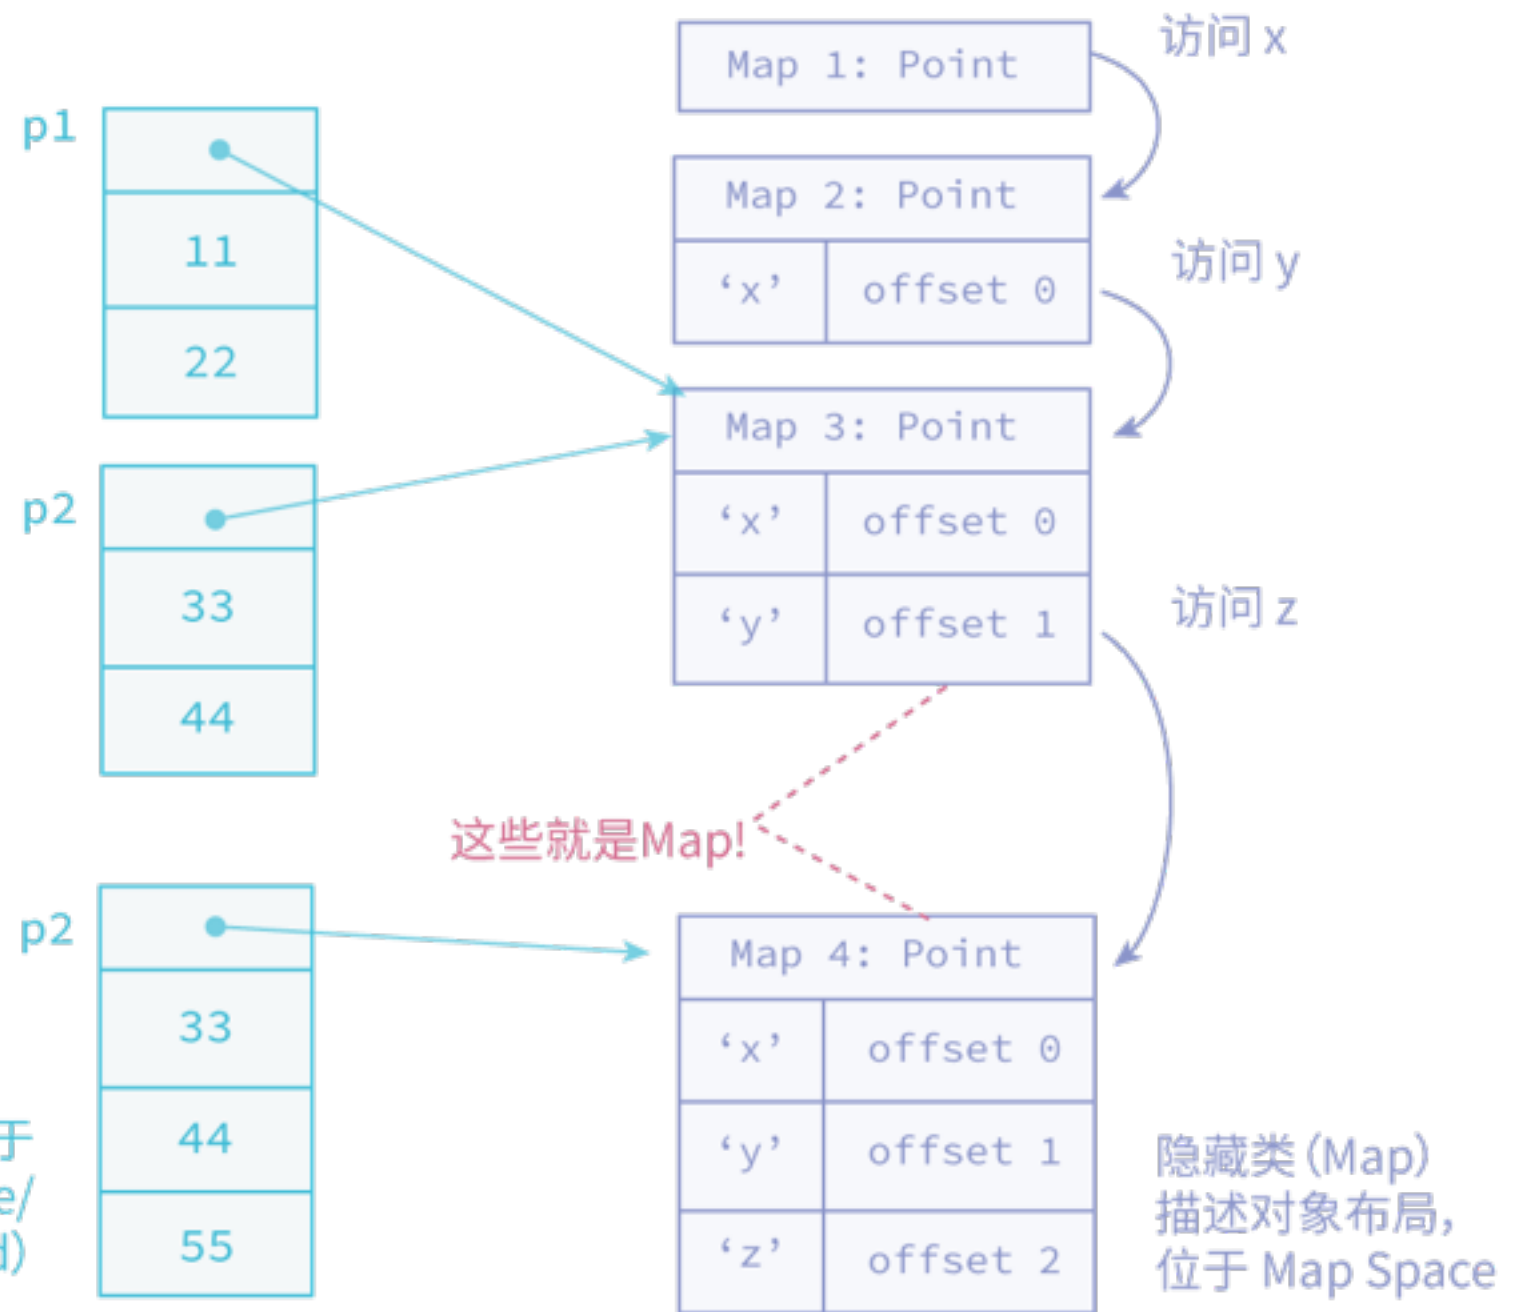 访问 x
Map 1: Point
p1
11
22
Map 2: Point
‘x’ offset 0
访问 y
Map 3: Point
‘x’ offset 0
‘y’ offset 1
p2
33
44
访问 z
这些就是Map!
p2
33
44
55
Map 4: Point
‘x’ offset 0
‘y’ offset 1
‘z’ offset 2
于
e/
d)
隐藏类(Map)
描述对象布局,
位于 Map Space